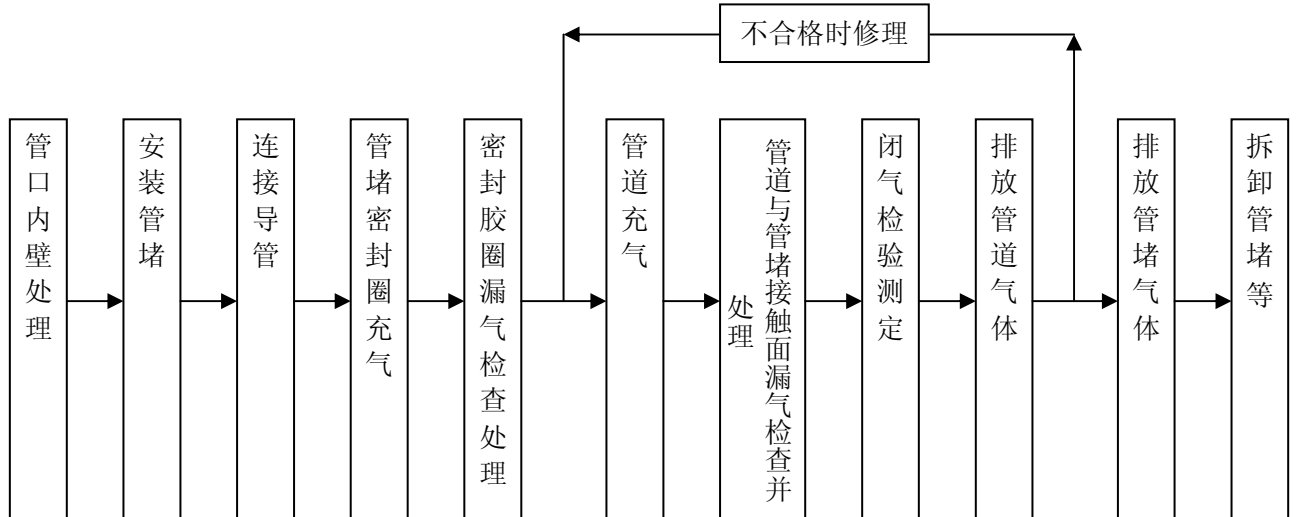 不合格时修理
管口内壁处理
安装管堵
连接导管
管堵密封圈充气
密封胶圈漏气检查处理
管道充气
管道与管堵接触面漏气检查并
处理
闭气检验测定
排放管道气体
排放管堵气体
拆卸管堵等